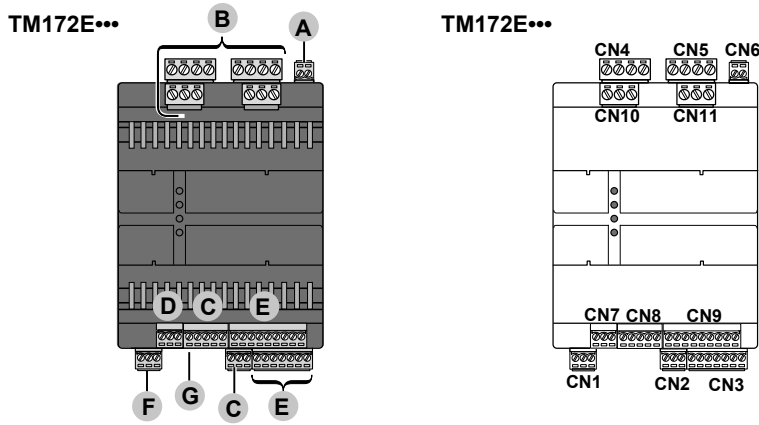 TM172E•••
B
A
D
C
E
F
G
C
E
TM172E•••
CN4
CN5
CN6
CN10
CN11
CN7
CN8
CN9
CN1
CN2
CN3